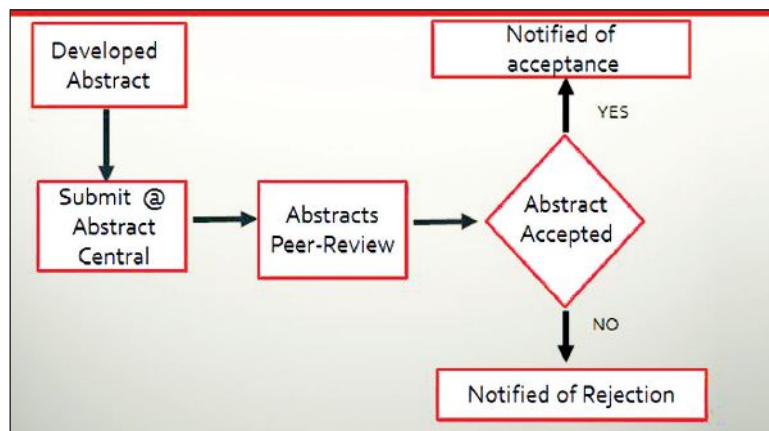 Developed
Abstract
Submit @
Abstract
Central
Abstracts
Peer-Review
Abstract
Accepted
YES
Notified of
acceptance
NO
Notified of Rejection